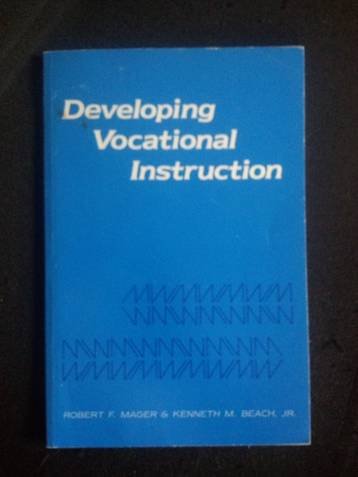 Developing
Vocational
Instruction
ROBERT F. MAGER & KENNETH M. BEACH, JR.